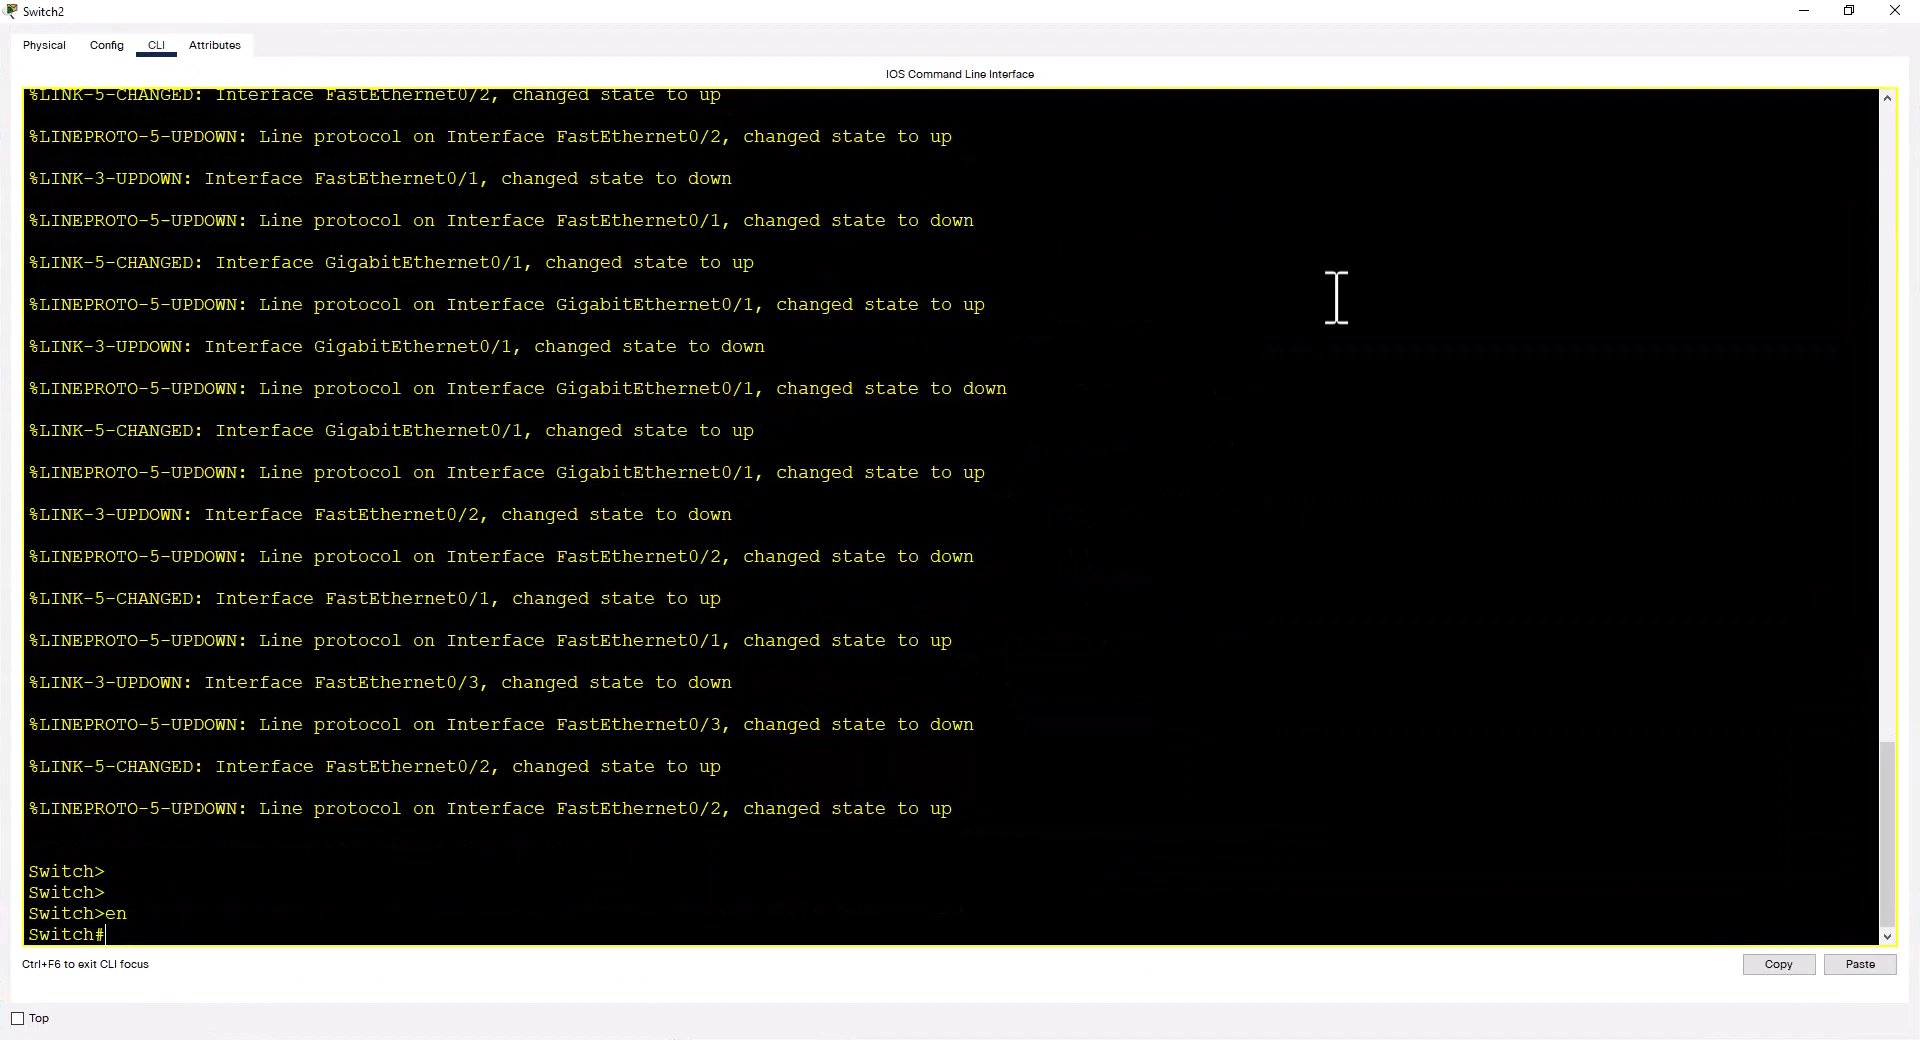 Switch2
Physical Config CLI Attributes
IOS Command Line Interface
%LINK-5-CHANGED: Interface FastEthernet0/2, changed state to up
%LINEPROTO-5-UPDOWN: Line protocol on Interface FastEthernet0/2, changed state to up
%LINK-3-UPDOWN: Interface FastEthernet0/1, changed state to down
%LINEPROTO-5-UPDOWN: Line protocol on Interface FastEthernet0/1, changed state to down
%LINK-5-CHANGED: Interface GigabitEthernet0/1, changed state to up
%LINEPROTO-5-UPDOWN: Line protocol on Interface GigabitEthernet0/1, changed state to up
%LINK-3-UPDOWN: Interface GigabitEthernet0/1, changed state to down
%LINEPROTO-5-UPDOWN: Line protocol on Interface GigabitEthernet0/1, changed state to down
%LINK-5-CHANGED: Interface GigabitEthernet0/1, changed state to up
%LINEPROTO-5-UPDOWN: Line protocol on Interface GigabitEthernet0/1, changed state to up
%LINK-3-UPDOWN: Interface FastEthernet0/2, changed state to down
%LINEPROTO-5-UPDOWN: Line protocol on Interface FastEthernet0/2, changed state to down
%LINK-5-CHANGED: Interface FastEthernet0/1, changed state to up
%LINEPROTO-5-UPDOWN: Line protocol on Interface FastEthernet0/1, changed state to up
%LINK-3-UPDOWN: Interface FastEthernet0/3, changed state to down
%LINEPROTO-5-UPDOWN: Line protocol on Interface FastEthernet0/3, changed state to down
%LINK-5-CHANGED: Interface FastEthernet0/2, changed state to up
%LINEPROTO-5-UPDOWN: Line protocol on Interface FastEthernet0/2, changed state to up
Switch>
Switch>
Switch>en
Switch#
Ctrl+F6 to exit CLI focus
Copy Paste
Top